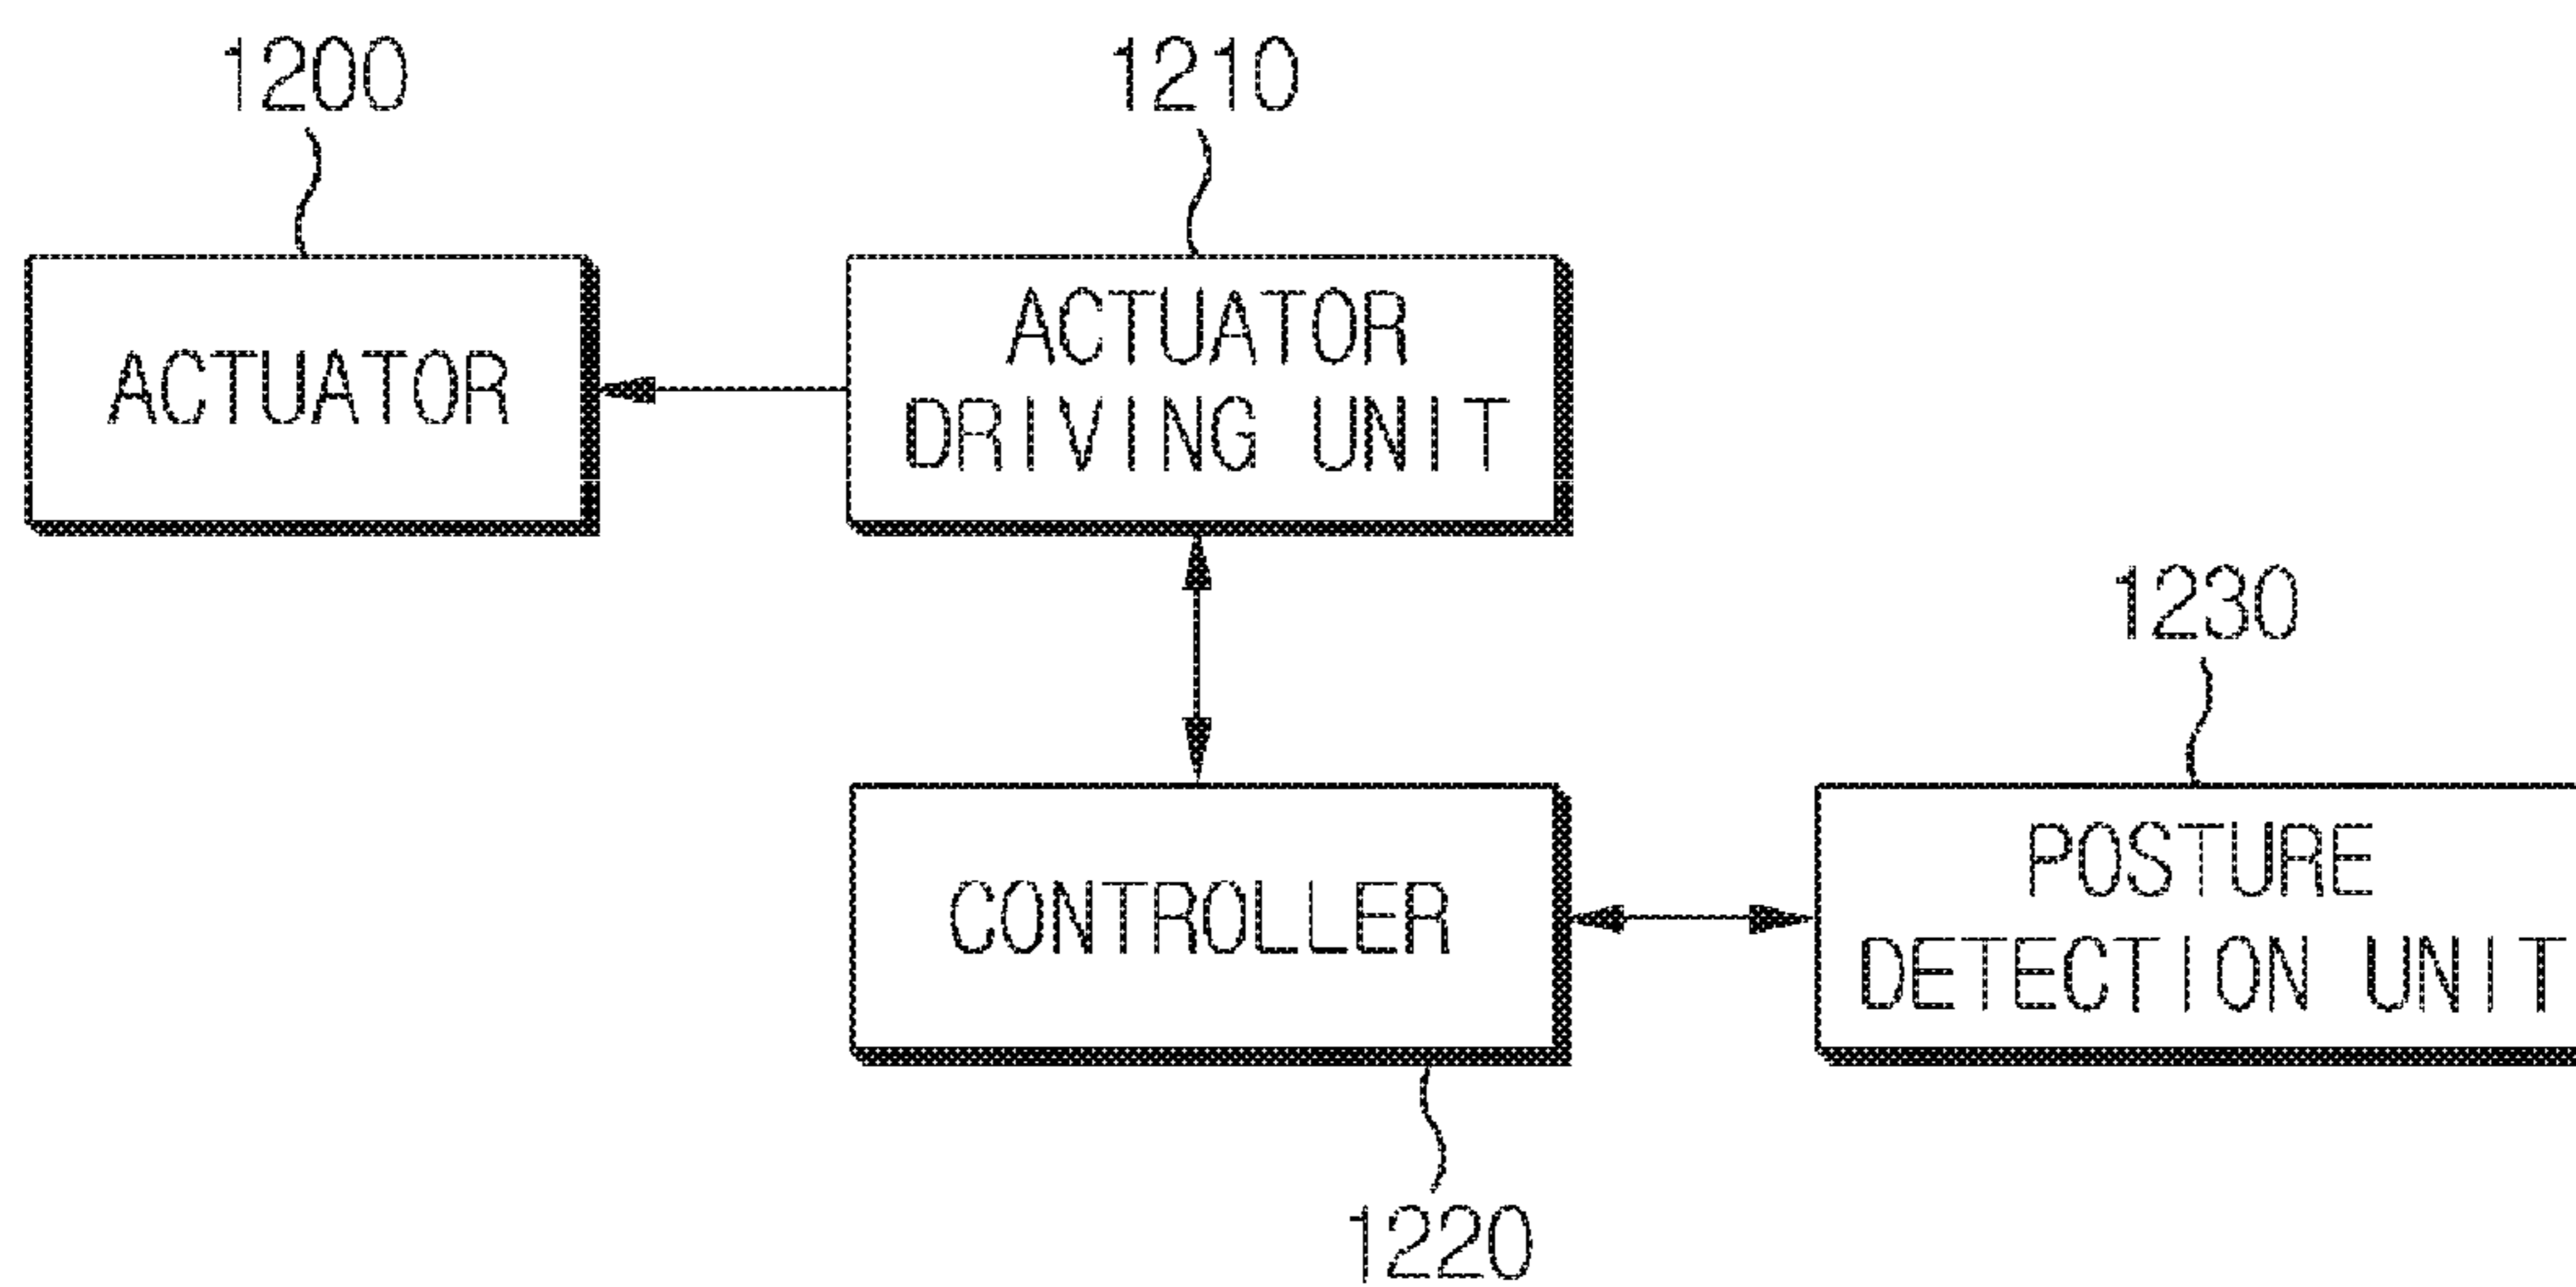 1200
1210
ACTUATOR
ACTUATOR
DRIVING UNIT
1230
CONTROLLER
POSTURE
DETECTION UNIT
1220